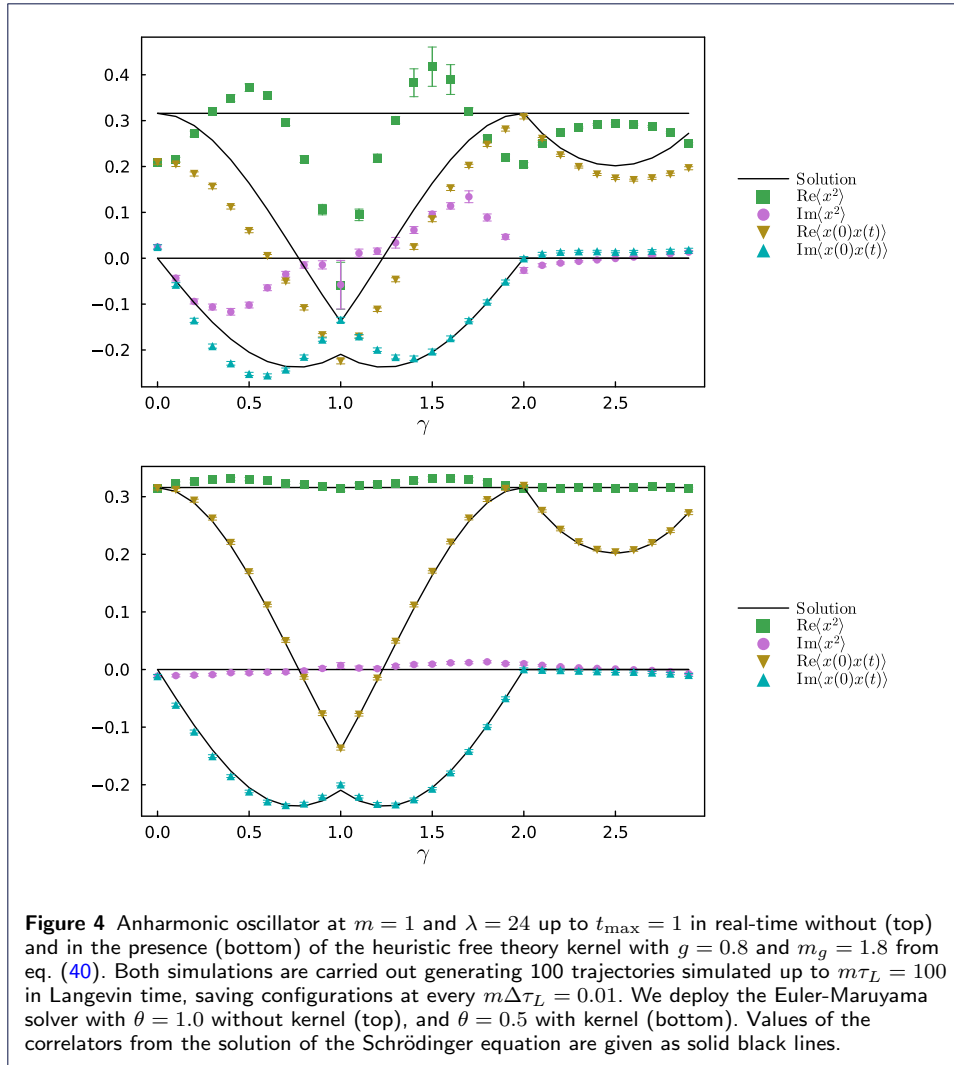 0.4
0.3
0.2
0.1
0.0
−0.1
−0.2
0.0 0.5 1.0 1.5 2.0 2.5
γ
Solution
Re⟨x²⟩
Im⟨x²⟩
Re⟨x(0)x(t)⟩
Im⟨x(0)x(t)⟩
0.3
0.2
0.1
0.0
−0.1
−0.2
0.0 0.5 1.0 1.5 2.0 2.5
γ
Solution
Re⟨x²⟩
Im⟨x²⟩
Re⟨x(0)x(t)⟩
Im⟨x(0)x(t)⟩
Figure 4 Anharmonic oscillator at m = 1 and λ = 24 up to tmax = 1 in real-time without (top)
and in the presence (bottom) of the heuristic free theory kernel with g = 0.8 and mg = 1.8 from
eq. (40). Both simulations are carried out generating 100 trajectories simulated up to mτL = 100
in Langevin time, saving configurations at every mΔτL = 0.01. We deploy the Euler-Maruyama
solver with θ = 1.0 without kernel (top), and θ = 0.5 with kernel (bottom). Values of the
correlators from the solution of the Schrödinger equation are given as solid black lines.